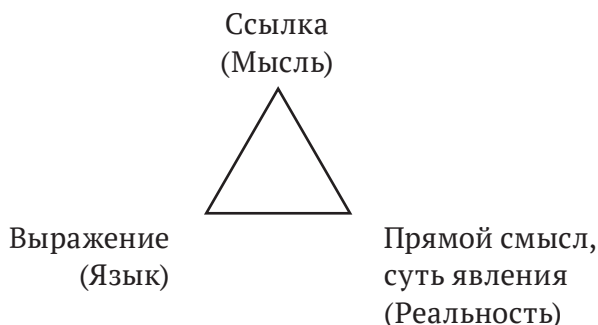 Ссылка
(Мысль)
Выражение
(Язык)
Прямой смысл,
суть явления
(Реальность)